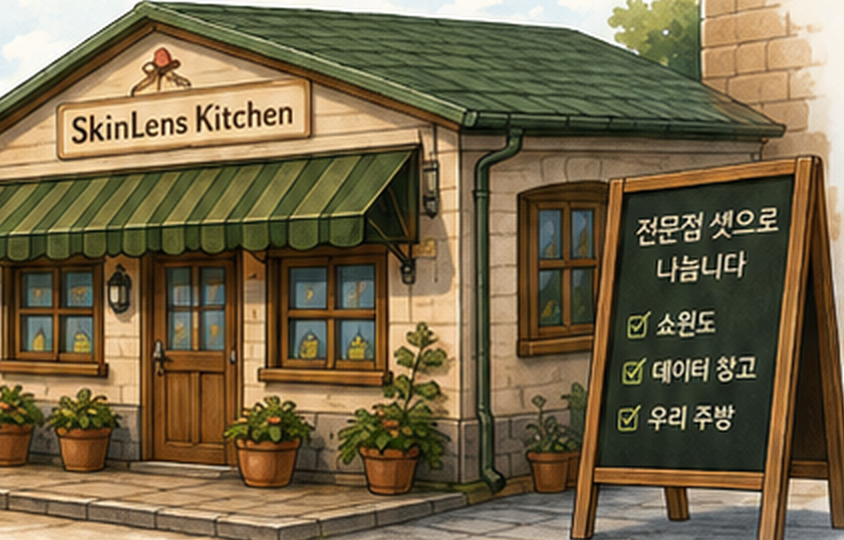 SkinLens Kitchen
전문점 셋으로
나눕니다
쇼윈도
데이터 창고
우리 주방